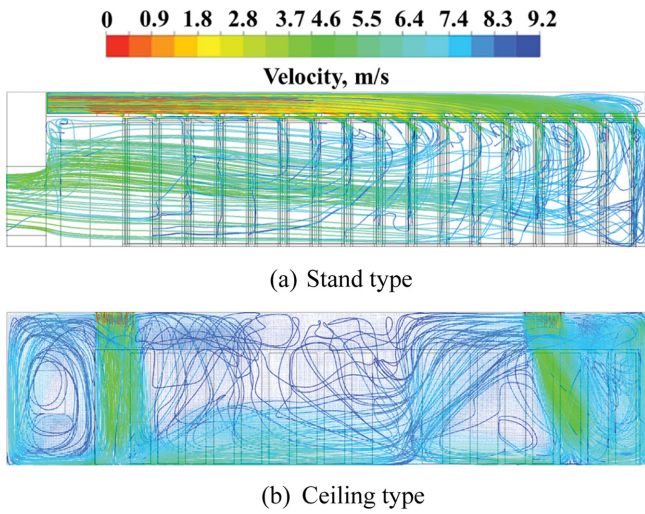 0 0.9 1.8 2.8 3.7 4.6 5.5 6.4 7.4 8.3 9.2
Velocity, m/s
(a) Stand type
(b) Ceiling type